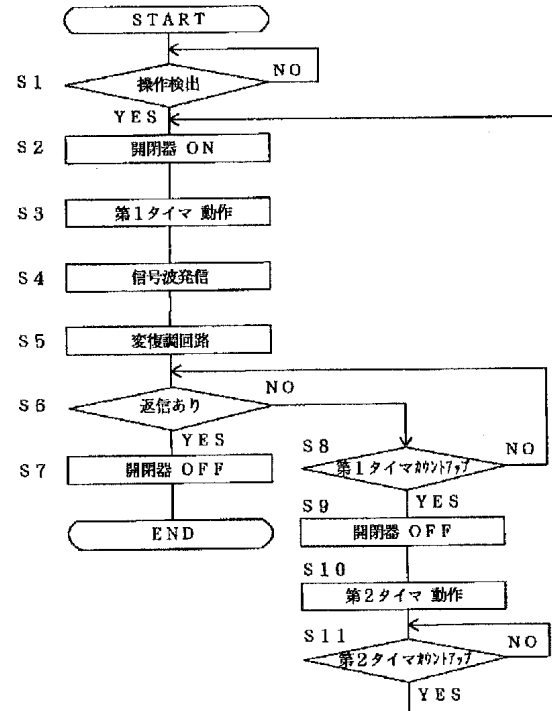 START
S1
操作検出
NO
YES
S2
開閉器 ON
S3
第1タイマ 動作
S4
信号波発信
S5
変復調回路
S6
返信あり
NO
YES
S7
開閉器 OFF
END
S8
第1タイマカウントアップ
NO
YES
S9
開閉器 OFF
S10
第2タイマ 動作
S11
第2タイマカウントアップ
NO
YES